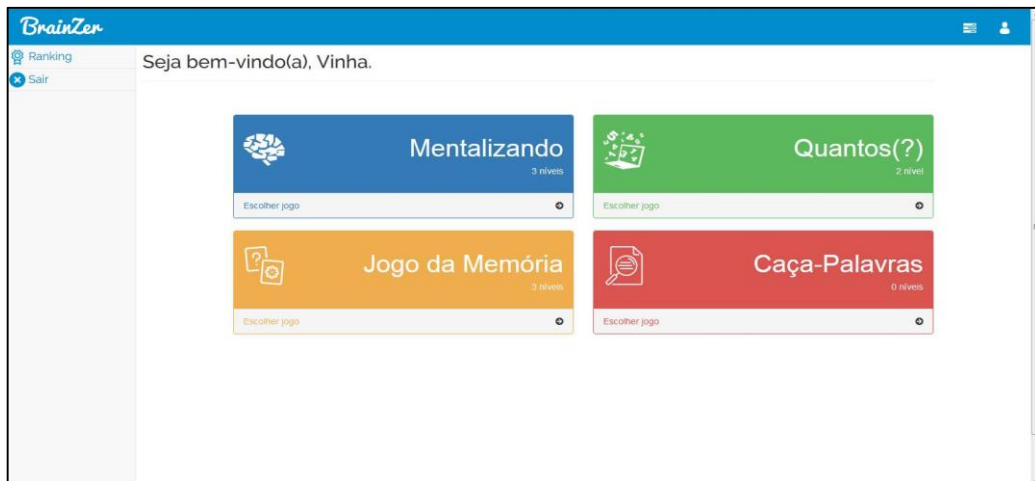 BrainZer
Ranking
Sair
Seja bem-vindo(a), Vinha.
Mentalizando
3 níveis
Escolher jogo
Quantos(?)
2 nível
Escolher jogo
Jogo da Memória
3 níveis
Escolher jogo
Caça-Palavras
0 níveis
Escolher jogo